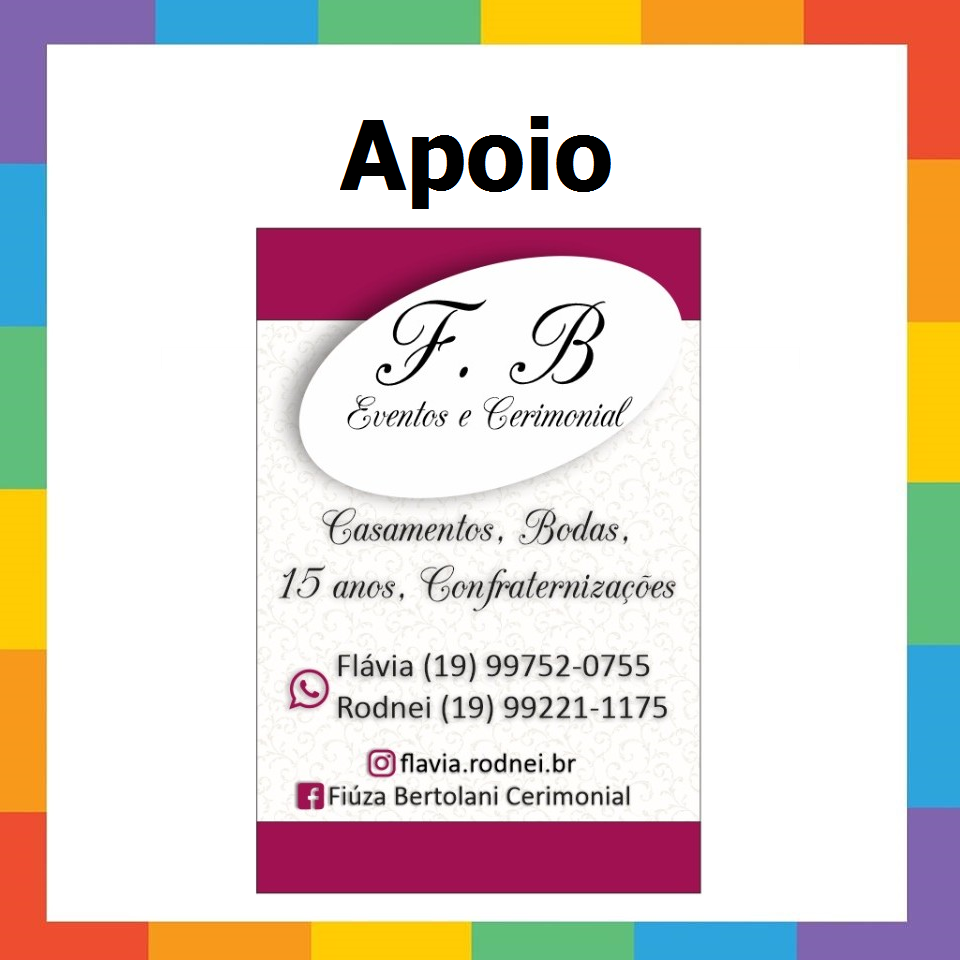 Apoio
F. B
Eventos e Cerimonial
Casamentos, Bodas,
15 anos, Confraternizações
Flávia (19) 99752-0755
Rodnei (19) 99221-1175
flavia.rodnei.br
Fiúza Bertolani Cerimonial